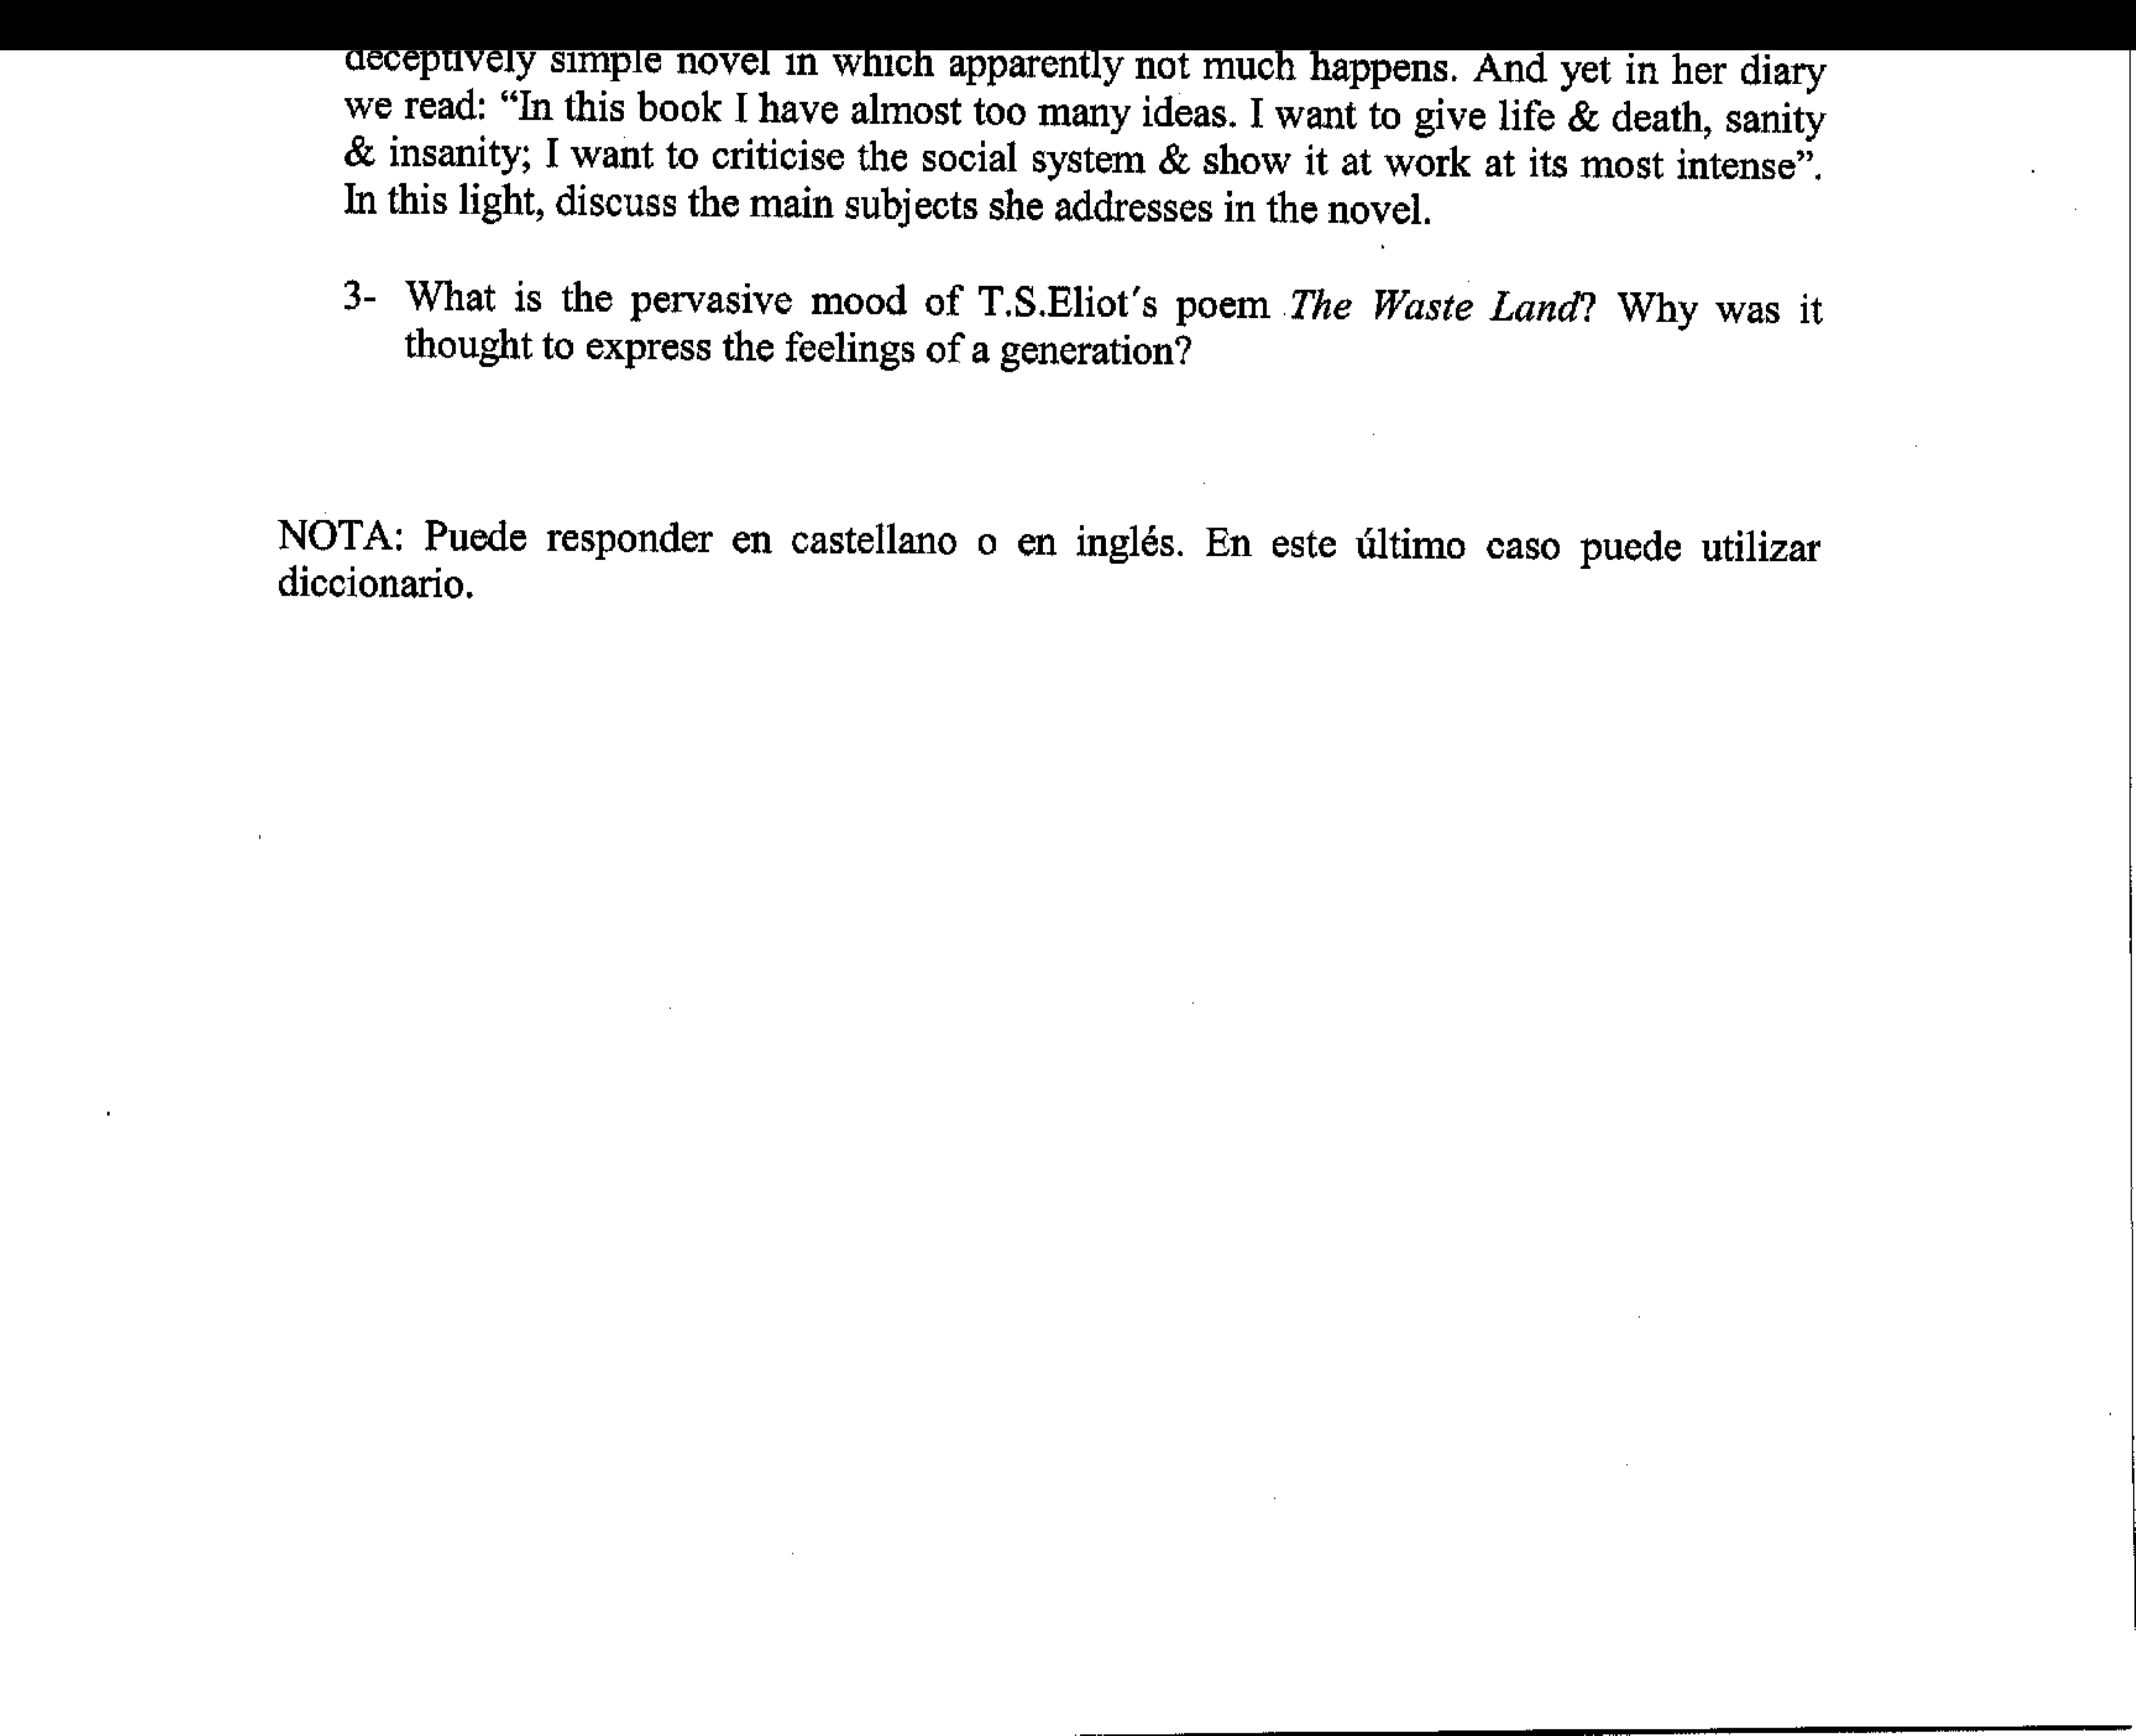 deceptively simple novel in which apparently not much happens. And yet in her diary
we read: “In this book I have almost too many ideas. I want to give life & death, sanity
& insanity; I want to criticise the social system & show it at work at its most intense”.
In this light, discuss the main subjects she addresses in the novel.
3- What is the pervasive mood of T.S.Eliot´s poem The Waste Land? Why was it
thought to express the feelings of a generation?
NOTA: Puede responder en castellano o en inglés. En este último caso puede utilizar
diccionario.